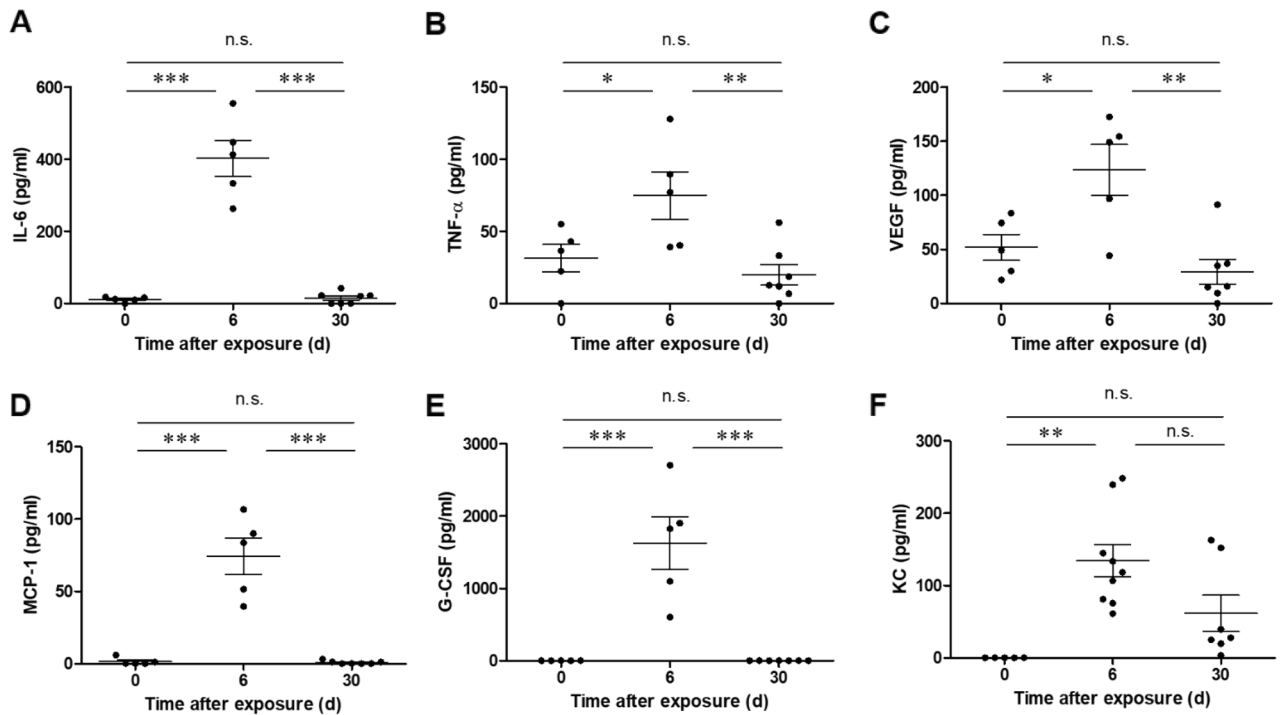 A
n.s.
*** ***
600
400
200
0
IL-6 (pg/ml)
0 6 30
Time after exposure (d)
B
n.s.
* **
150
100
50
0
TNF-α (pg/ml)
0 6 30
Time after exposure (d)
C
n.s.
* **
200
150
100
50
0
VEGF (pg/ml)
0 6 30
Time after exposure (d)
D
n.s.
*** ***
150
100
50
0
MCP-1 (pg/ml)
0 6 30
Time after exposure (d)
E
n.s.
*** ***
3000
2000
1000
0
G-CSF (pg/ml)
0 6 30
Time after exposure (d)
F
n.s.
** n.s.
300
200
100
0
KC (pg/ml)
0 6 30
Time after exposure (d)